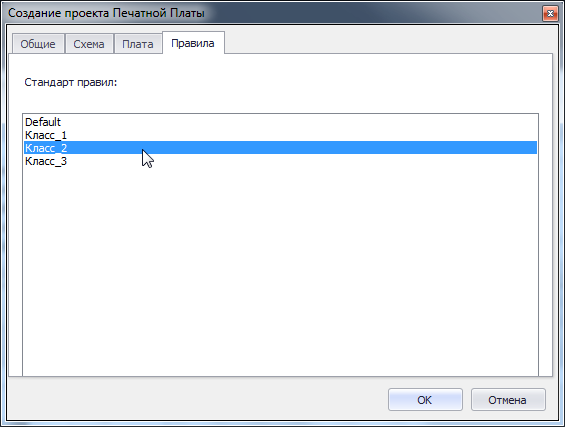 Создание проекта Печатной Платы
Общие Схема Плата Правила
Стандарт правил:
Default
Класс_1
Класс_2
Класс_3
OK Отмена